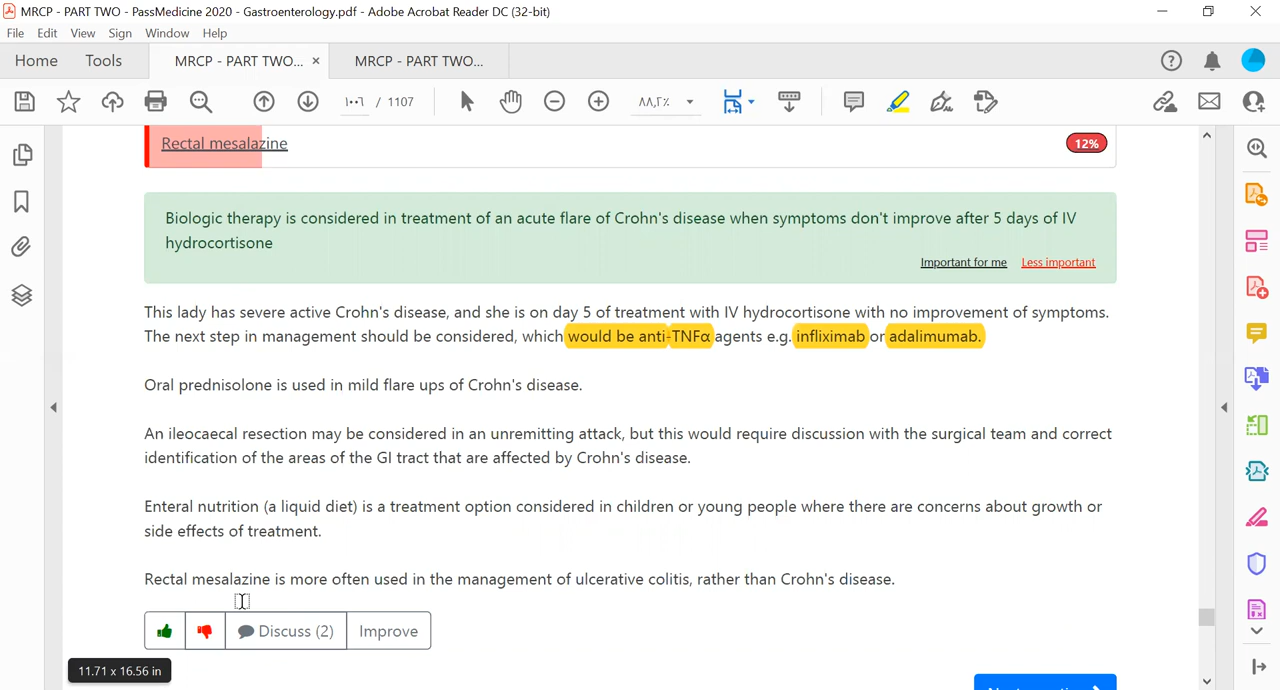 MRCP - PART TWO - PassMedicine 2020 - Gastroenterology.pdf - Adobe Acrobat Reader DC (32-bit)
File Edit View Sign Window Help
Home Tools MRCP - PART TWO... × MRCP - PART TWO...
١٠٠٦ / 1107 ٨٨,٣٪
Rectal mesalazine 12%
Biologic therapy is considered in treatment of an acute flare of Crohn's disease when symptoms don't improve after 5 days of IV
hydrocortisone
Important for me Less important
This lady has severe active Crohn's disease, and she is on day 5 of treatment with IV hydrocortisone with no improvement of symptoms.
The next step in management should be considered, which would be anti-TNFα agents e.g. infliximab or adalimumab.
Oral prednisolone is used in mild flare ups of Crohn's disease.
An ileocaecal resection may be considered in an unremitting attack, but this would require discussion with the surgical team and correct
identification of the areas of the GI tract that are affected by Crohn's disease.
Enteral nutrition (a liquid diet) is a treatment option considered in children or young people where there are concerns about growth or
side effects of treatment.
Rectal mesalazine is more often used in the management of ulcerative colitis, rather than Crohn's disease.
Discuss (2) Improve
11.71 x 16.56 in